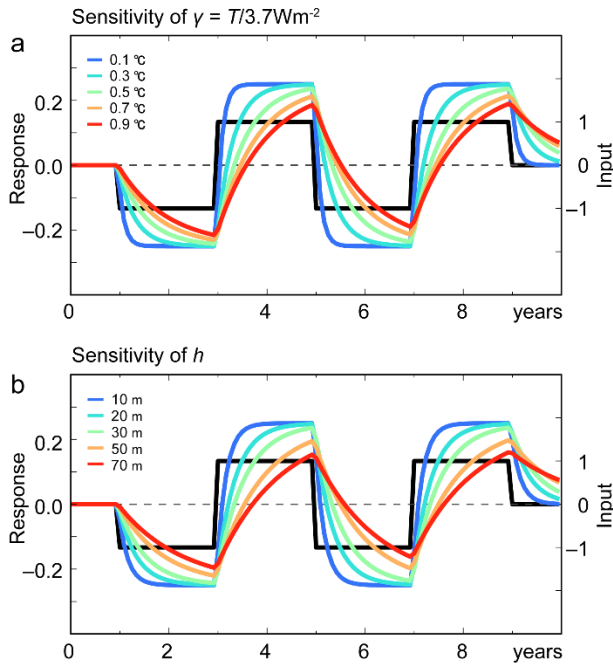 Sensitivity of γ = T/3.7Wm-2
a
0.1 ℃
0.3 ℃
0.5 ℃
0.7 ℃
0.9 ℃
0.2
0.0
–0.2
Response
1
0
–1
Input
0 2 4 6 8 years
Sensitivity of h
b
10 m
20 m
30 m
50 m
70 m
0.2
0.0
–0.2
Response
1
0
–1
Input
0 2 4 6 8 years